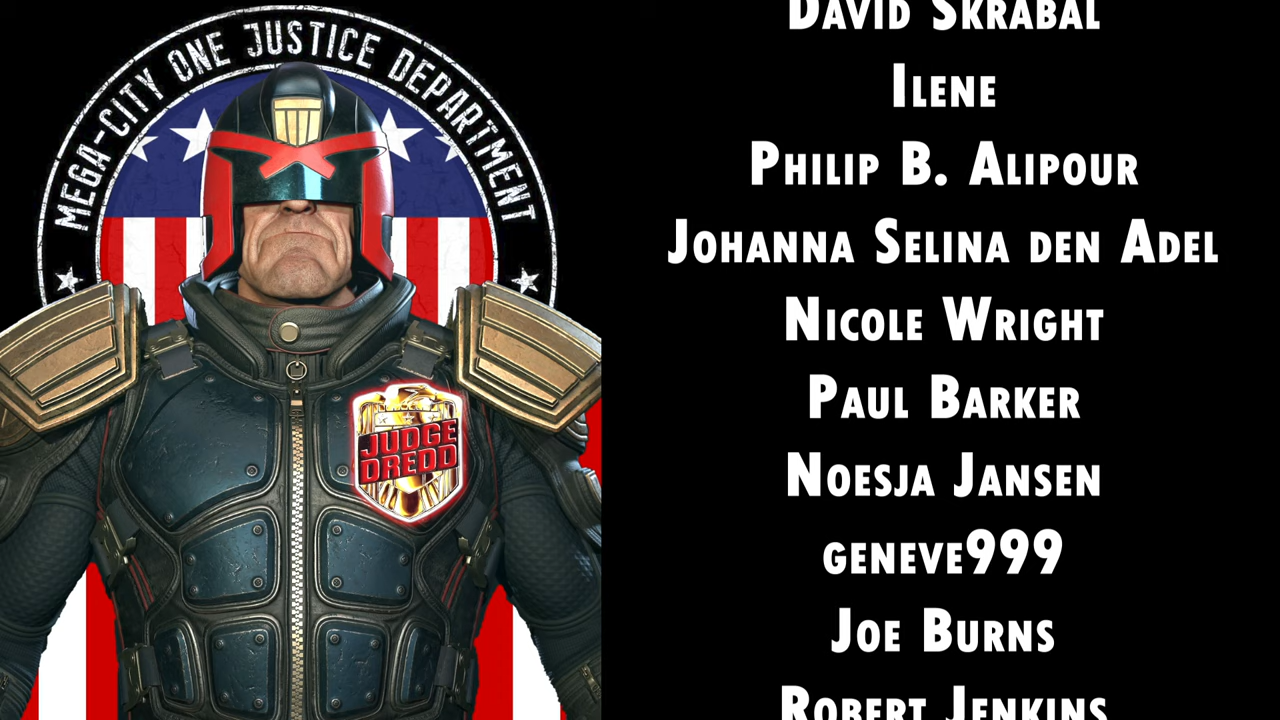 MEGA-CITY ONE JUSTICE DEPARTMENT
JUDGE
DREDD
DAVID SKRABAL
ILENE
PHILIP B. ALIPOUR
JOHANNA SELINA DEN ADEL
NICOLE WRIGHT
PAUL BARKER
NOESJA JANSEN
GENEVE999
JOE BURNS
ROBERT JENKINS